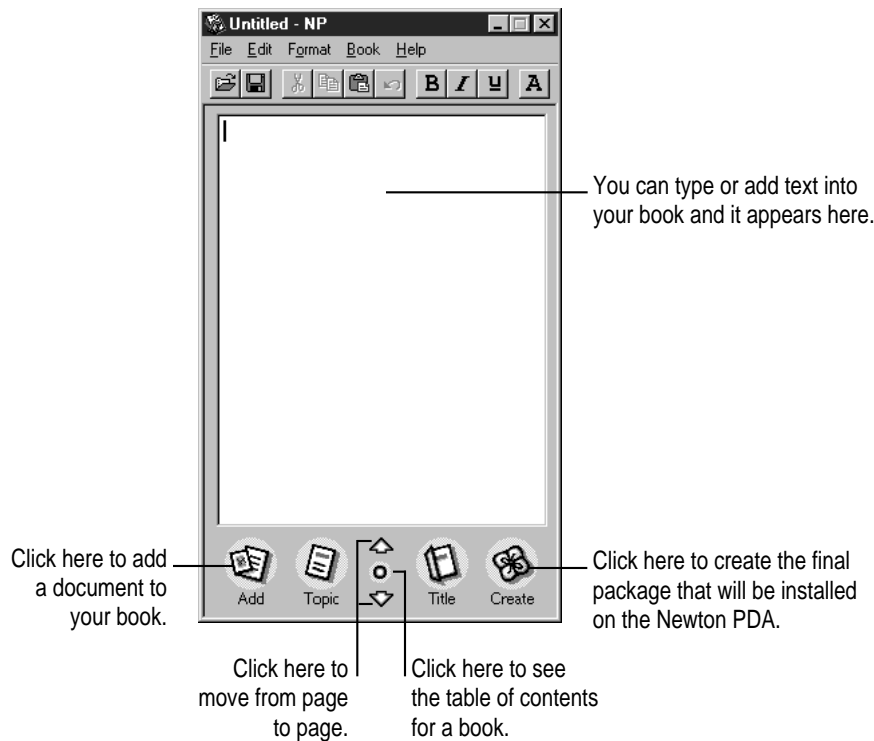 Untitled - NP
File Edit Format Book Help
B I U A
You can type or add text into
your book and it appears here.
Click here to add
a document to
your book.
Add Topic Title Create
Click here to create the final
package that will be installed
on the Newton PDA.
Click here to
move from page
to page.
Click here to see
the table of contents
for a book.